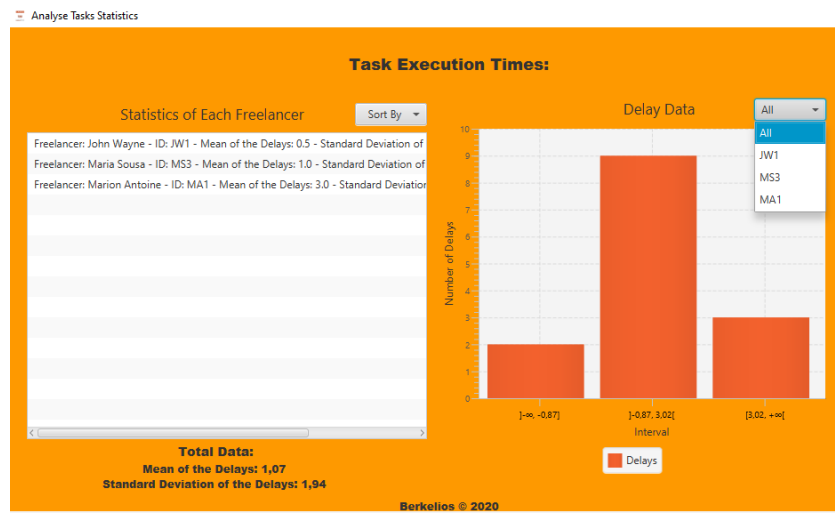 Analyse Tasks Statistics
Task Execution Times:
Statistics of Each Freelancer
Sort By
Freelancer: John Wayne - ID: JW1 - Mean of the Delays: 0.5 - Standard Deviation of
Freelancer: Maria Sousa - ID: MS3 - Mean of the Delays: 1.0 - Standard Deviation of
Freelancer: Marion Antoine - ID: MA1 - Mean of the Delays: 3.0 - Standard Deviation
Total Data:
Mean of the Delays: 1,07
Standard Deviation of the Delays: 1,94
Delay Data
All
All
JW1
MS3
MA1
Number of Delays
10
9
8
7
6
5
4
3
2
1
0
]-∞, -0,87]
]-0,87, 3,02[
[3,02, +∞[
Interval
Delays
Berkelios © 2020